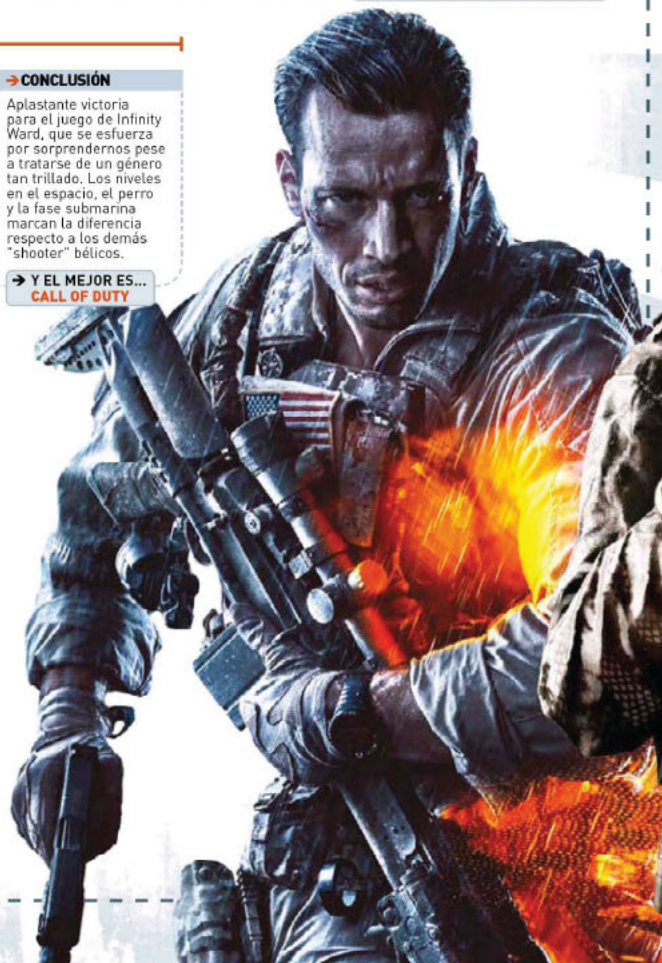 →CONCLUSIÓN
Aplastante victoria
para el juego de Infinity
Ward, que se esfuerza
por sorprendernos pese
a tratarse de un género
tan trillado. Los niveles
en el espacio, el perro
y la fase submarina
marcan la diferencia
respecto a los demás
"shooter" bélicos.
→ Y EL MEJOR ES...
CALL OF DUTY